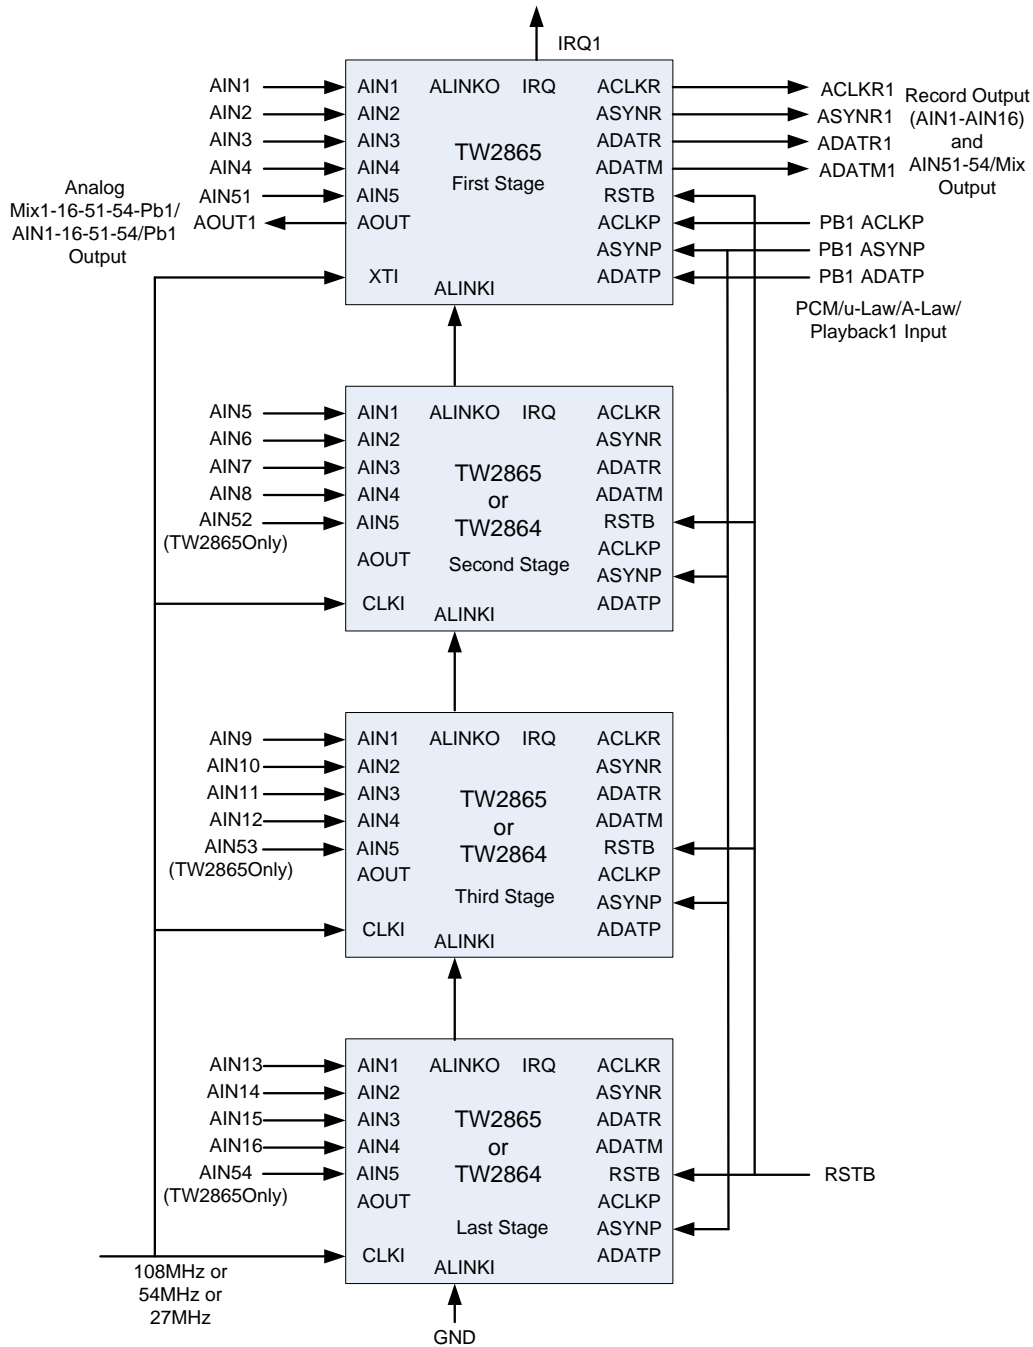 IRQ1
AIN1 AIN1 ALINKO IRQ ACLKR ACLKR1 Record Output
AIN2 AIN2 ASYNR ASYNR1 (AIN1-AIN16)
AIN3 AIN3 TW2865 ADATR ADATR1 and
AIN4 AIN4 First Stage ADATM ADATM1 AIN51-54/Mix
Output
Analog
Mix1-16-51-54-Pb1/
AIN1-16-51-54/Pb1
Output
AIN51 AIN5 RSTB
AOUT1 AOUT ACLKP PB1 ACLKP
ASYNP PB1 ASYNP
XTI ADATP PB1 ADATP
ALINKI
PCM/u-Law/A-Law/
Playback1 Input
AIN5 AIN1 ALINKO IRQ ACLKR
AIN6 AIN2 ASYNR
AIN7 AIN3 TW2865 ADATR
AIN8 AIN4 or ADATM
AIN52 AIN5 TW2864 RSTB
(TW2865Only)
AOUT Second Stage ACLKP
ASYNP
CLKI ADATP
ALINKI
AIN9 AIN1 ALINKO IRQ ACLKR
AIN10 AIN2 ASYNR
AIN11 AIN3 TW2865 ADATR
AIN12 AIN4 or ADATM
AIN53 AIN5 TW2864 RSTB
(TW2865Only)
AOUT ACLKP
Third Stage ASYNP
CLKI ADATP
ALINKI
AIN13 AIN1 ALINKO IRQ ACLKR
AIN14 AIN2 ASYNR
AIN15 AIN3 TW2865 ADATR
AIN16 AIN4 or ADATM
AIN54 AIN5 TW2864 RSTB RSTB
(TW2865Only)
AOUT ACLKP
Last Stage ASYNP
CLKI ADATP
ALINKI
108MHz or
54MHz or
27MHz
GND